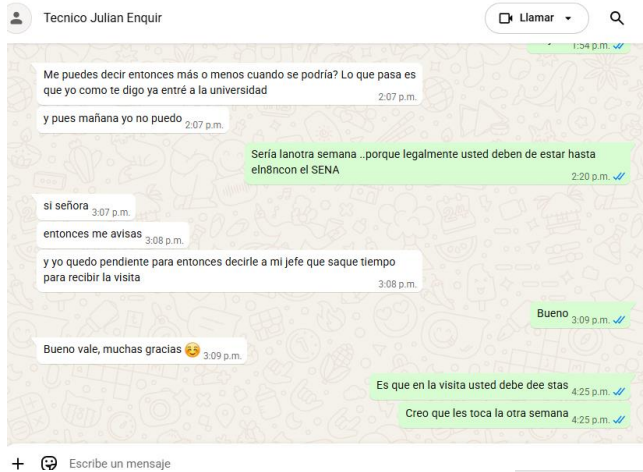 Tecnico Julian Enquir
Llamar
1:54 p.m.
Me puedes decir entonces más o menos cuando se podría? Lo que pasa es
que yo como te digo ya entré a la universidad
2:07 p.m.
y pues mañana yo no puedo 2:07 p.m.
Sería lanotra semana ..porque legalmente usted deben de estar hasta
eln8ncon el SENA
2:20 p.m.
si señora 3:07 p.m.
entonces me avisas 3:08 p.m.
y yo quedo pendiente para entonces decirle a mi jefe que saque tiempo
para recibir la visita
3:08 p.m.
Bueno 3:09 p.m.
Bueno vale, muchas gracias ☺️ 3:09 p.m.
Es que en la visita usted debe dee stas 4:25 p.m.
Creo que les toca la otra semana 4:25 p.m.
Escribe un mensaje